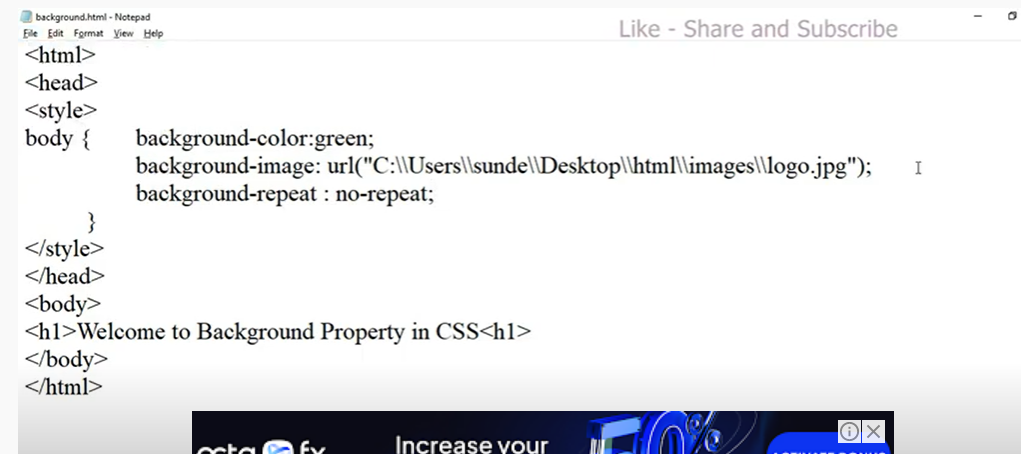 background.html - Notepad
File Edit Format View Help
Like - Share and Subscribe
<html>
<head>
<style>
body { background-color:green;
background-image: url("C:\\Users\\sunde\\Desktop\\html\\images\\logo.jpg");
background-repeat : no-repeat;
}
</style>
</head>
<body>
<h1>Welcome to Background Property in CSS<h1>
</body>
</html>
octa fx
Increase your